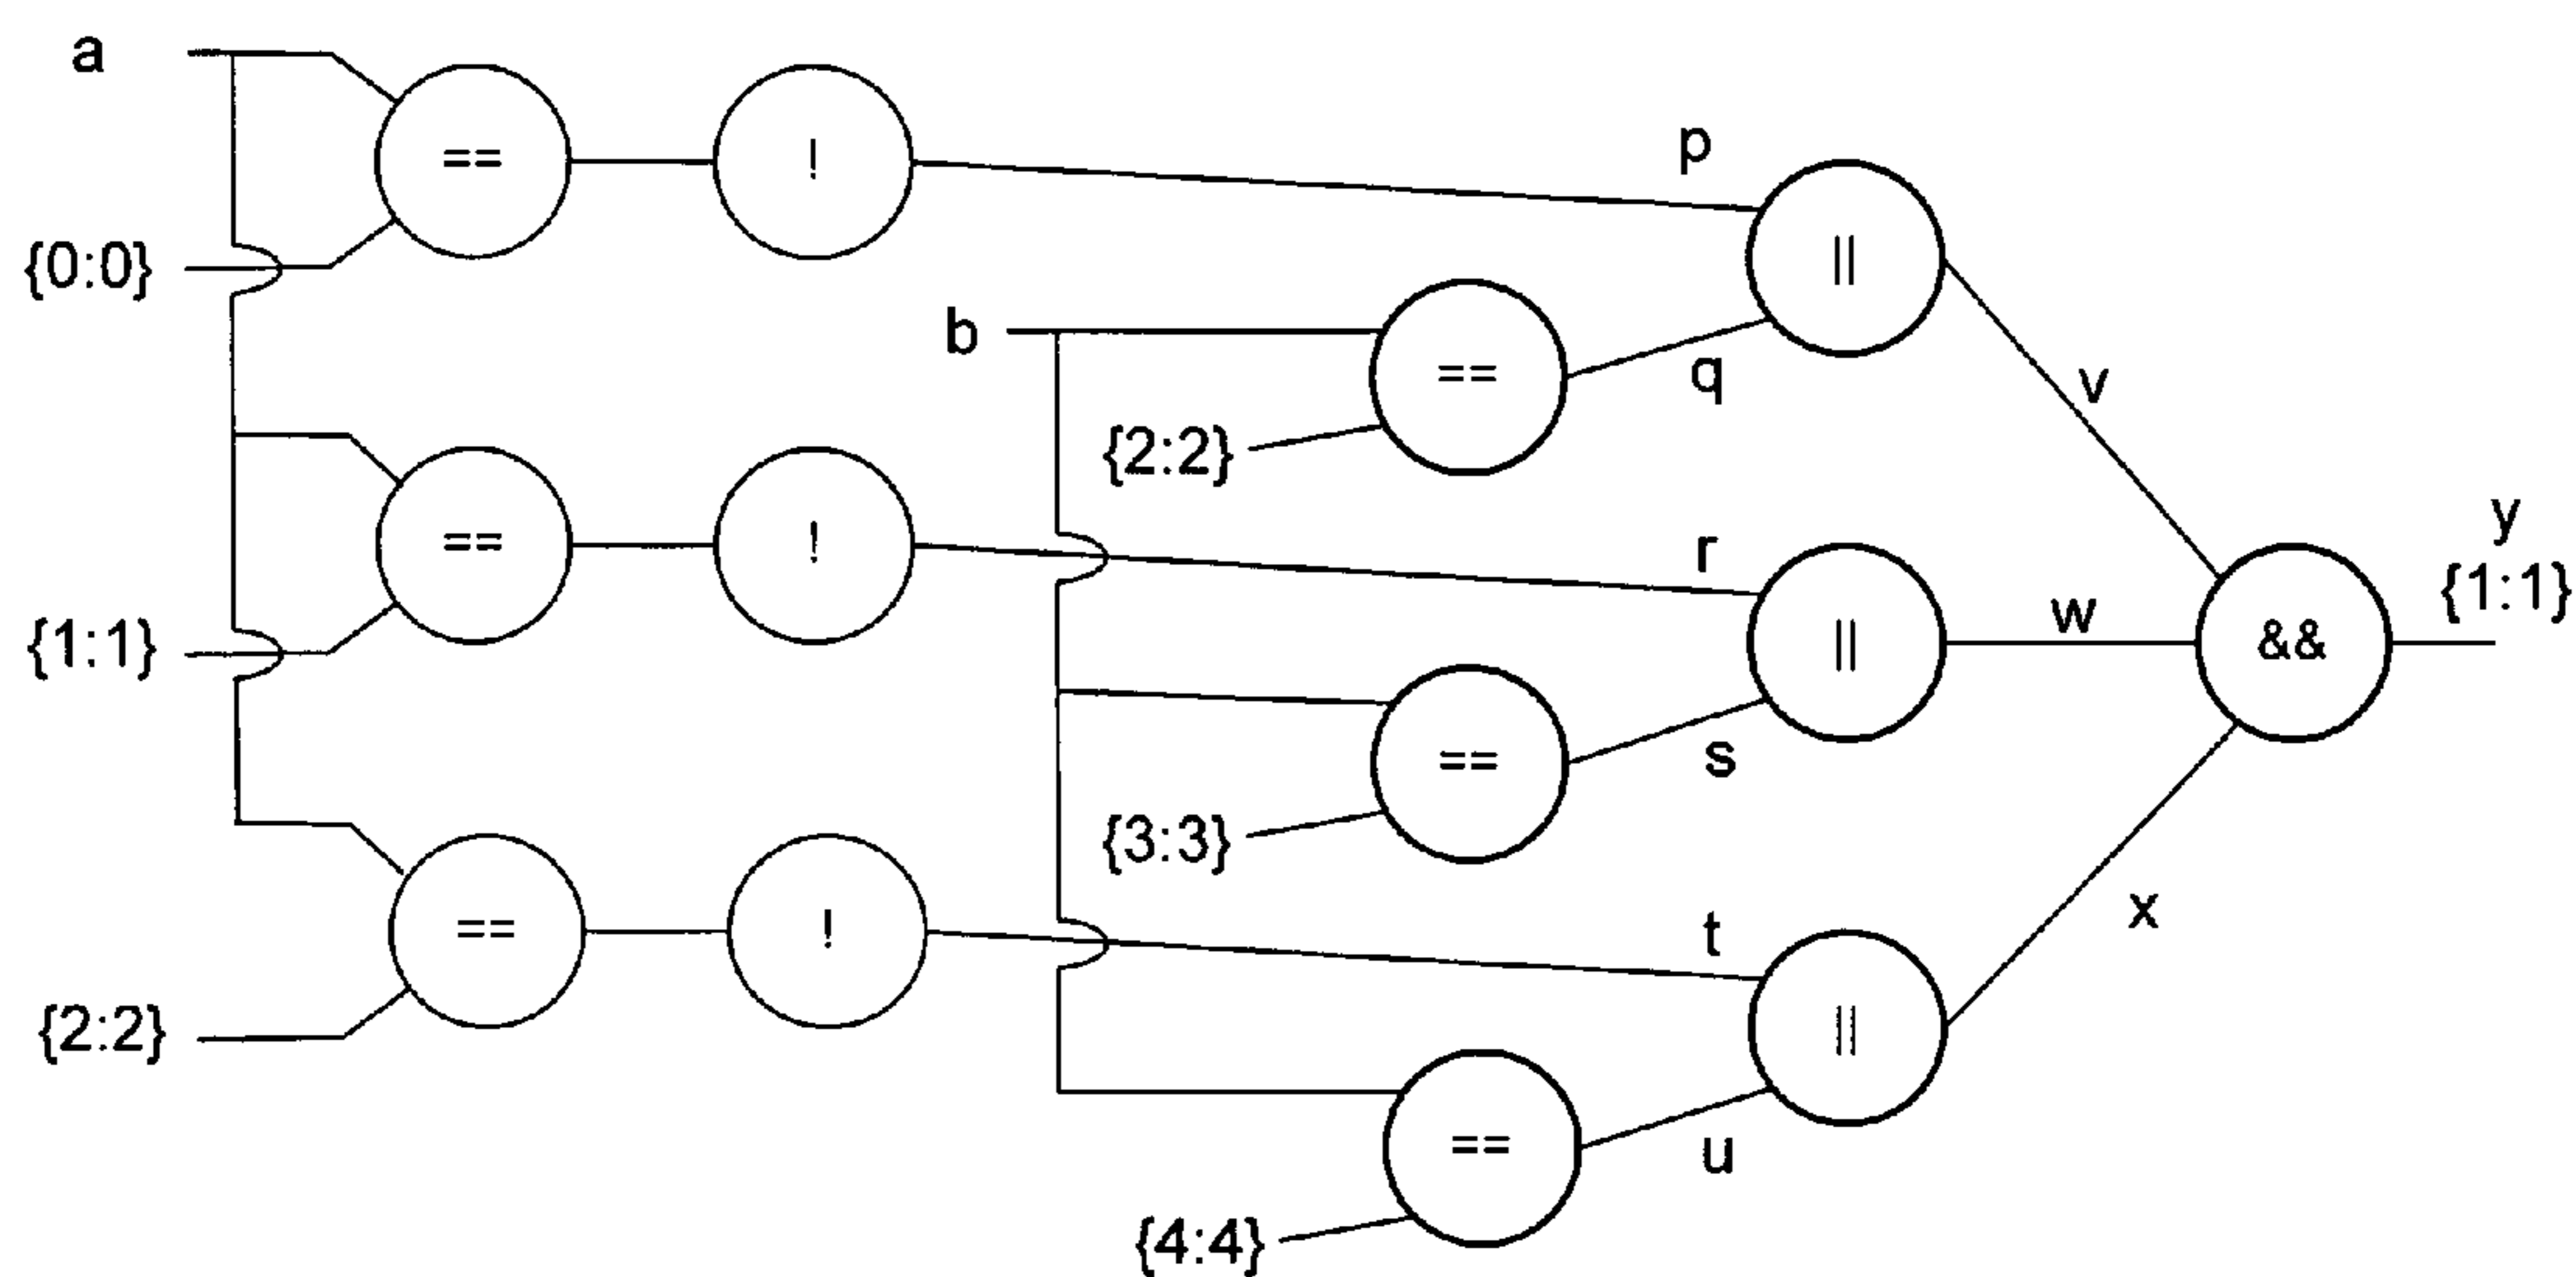 a
==
!
p
{0:0}
||
b
==
q
v
{2:2}
y
{1:1}
==
!
r
||
w
&&
{1:1}
==
s
{3:3}
==
!
t
x
{2:2}
||
==
u
{4:4}